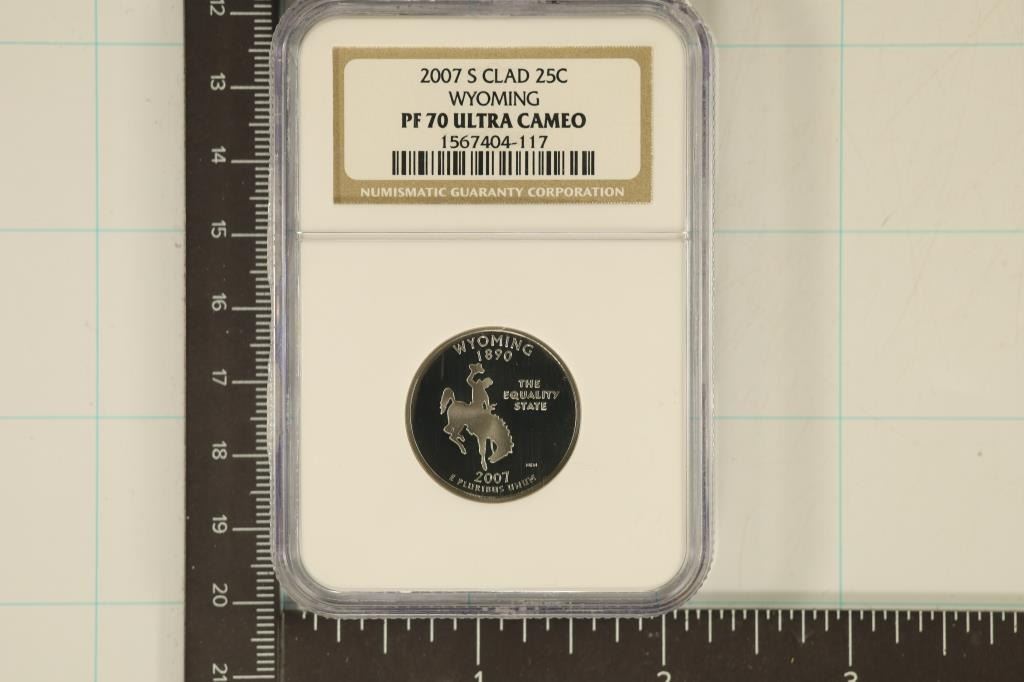 2007 S CLAD 25C
WYOMING
PF 70 ULTRA CAMEO
1567404-117
NUMISMATIC GUARANTY CORPORATION
WYOMING
1890
THE
EQUALITY
STATE
2007
E PLURIBUS UNUM
12
13
14
15
16
17
18
19
20
21
1
2
3